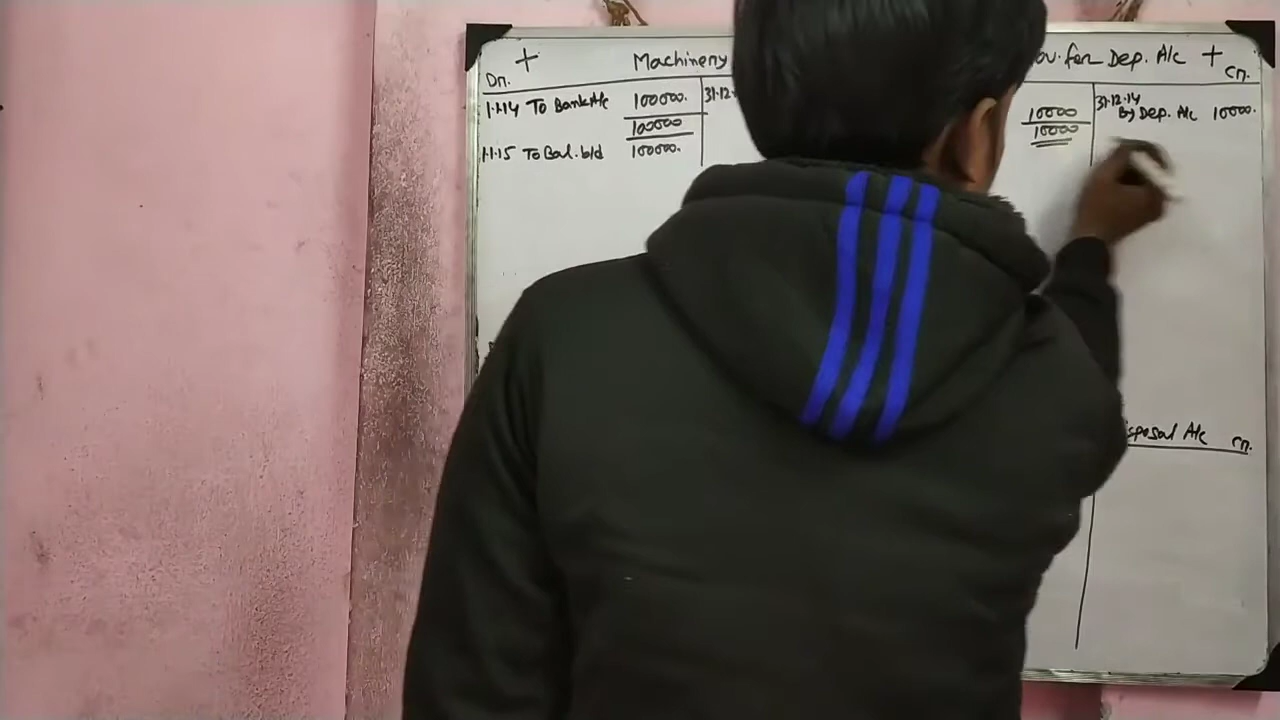 + Machinery
Dr.
1.1.14 To Bank A/c 100000. 31.12.
100000
1.1.15 To Bal. b/d 100000.
ov. for Dep. A/c +
Cr.
10000
10000
31.12.14
By Dep. A/c 10000.
isposal A/c Cr.